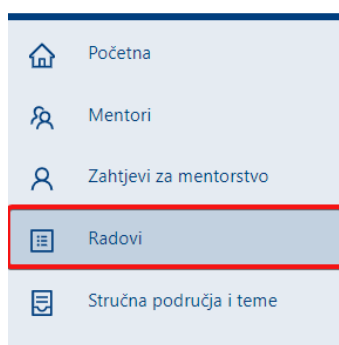 Početna
Mentori
Zahtjevi za mentorstvo
Radovi
Stručna područja i teme